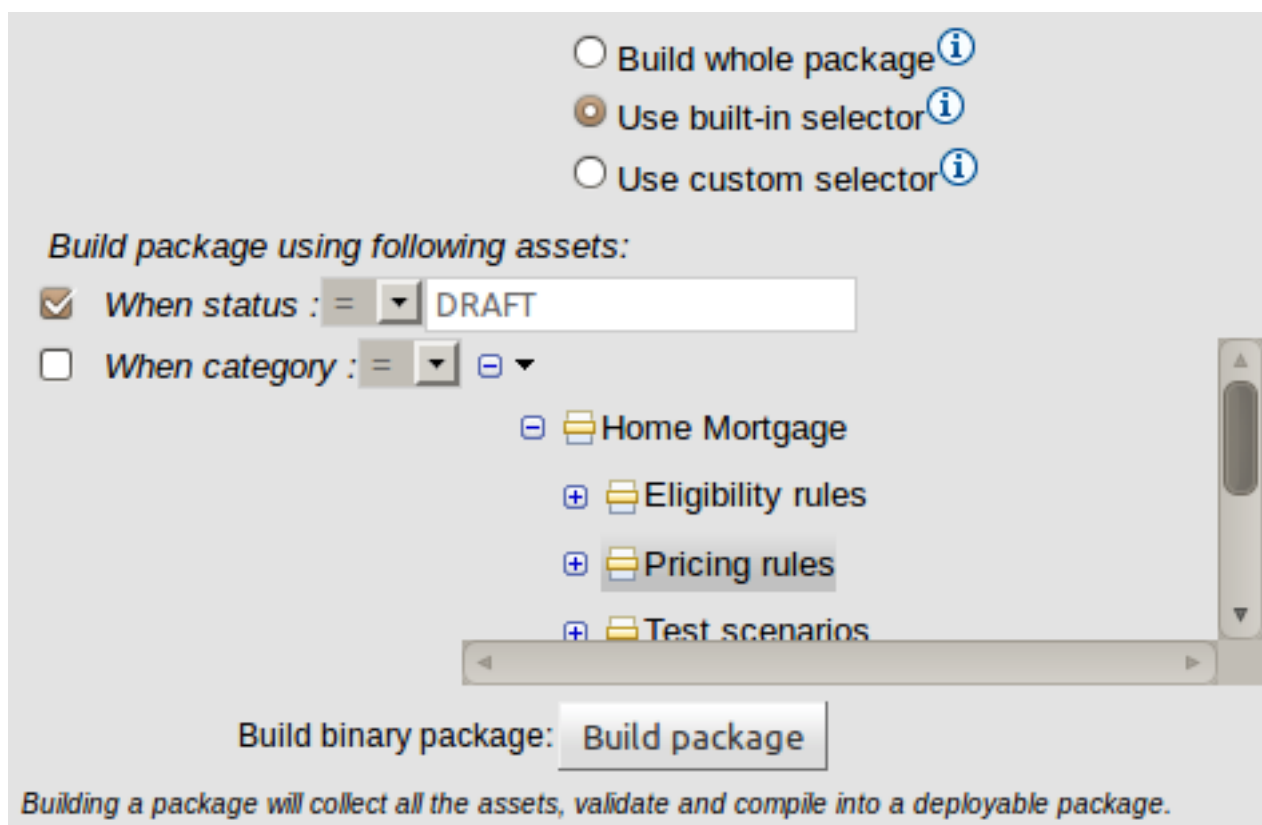 Build whole package
Use built-in selector
Use custom selector
Build package using following assets:
When status : = DRAFT
When category : =
Home Mortgage
Eligibility rules
Pricing rules
Test scenarios
Build binary package: Build package
Building a package will collect all the assets, validate and compile into a deployable package.